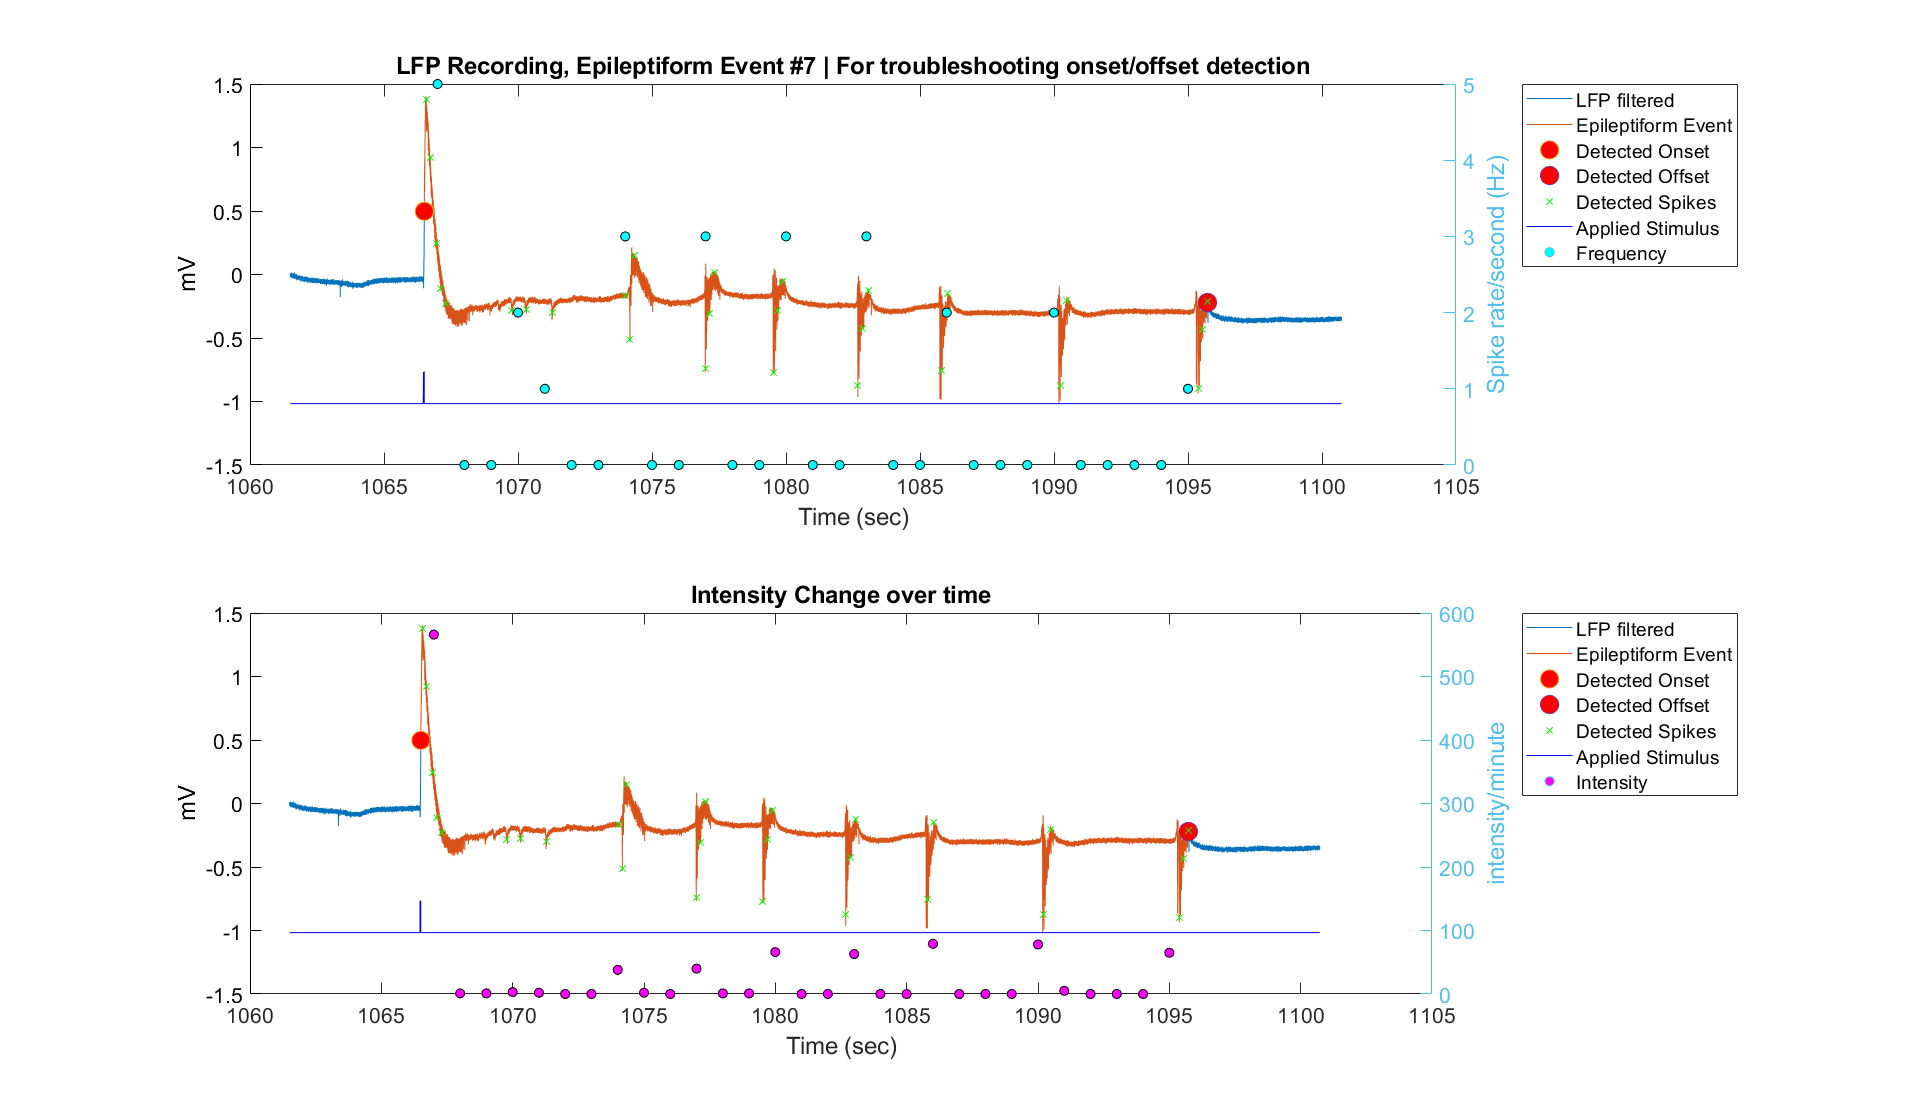 LFP Recording, Epileptiform Event #7 | For troubleshooting onset/offset detection
1.5
1
0.5
0
-0.5
-1
-1.5
mV
1060 1065 1070 1075 1080 1085 1090 1095 1100 1105
Time (sec)
5
4
3
2
1
0
Spike rate/second (Hz)
LFP filtered
Epileptiform Event
Detected Onset
Detected Offset
Detected Spikes
Applied Stimulus
Frequency
Intensity Change over time
1.5
1
0.5
0
-0.5
-1
-1.5
mV
1060 1065 1070 1075 1080 1085 1090 1095 1100 1105
Time (sec)
600
500
400
300
200
100
0
intensity/minute
LFP filtered
Epileptiform Event
Detected Onset
Detected Offset
Detected Spikes
Applied Stimulus
Intensity